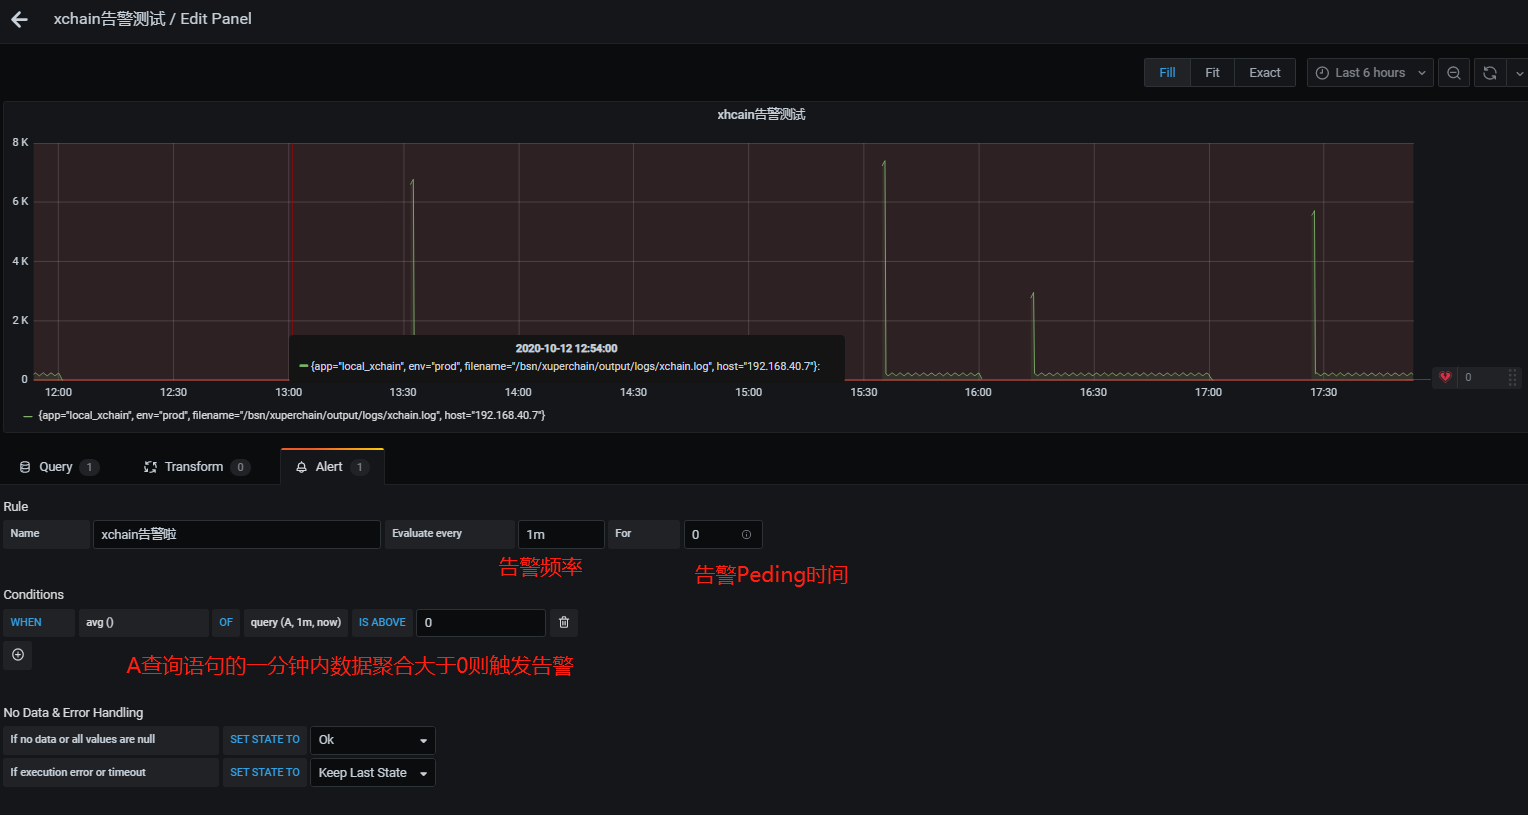 xchain告警测试 / Edit Panel
Fill Fit Exact Last 6 hours
xhcain告警测试
8 K
6 K
4 K
2 K
0
2020-10-12 12:54:00
{app="local_xchain", env="prod", filename="/bsn/xuperchain/output/logs/xchain.log", host="192.168.40.7"}:
0
12:00 12:30 13:00 13:30 14:00 14:30 15:00 15:30 16:00 16:30 17:00 17:30
{app="local_xchain", env="prod", filename="/bsn/xuperchain/output/logs/xchain.log", host="192.168.40.7"}
Query 1 Transform 0 Alert 1
Rule
Name xchain告警啦 Evaluate every 1m For 0
告警频率 告警Peding时间
Conditions
WHEN avg () OF query (A, 1m, now) IS ABOVE 0
A查询语句的一分钟内数据聚合大于0则触发告警
No Data & Error Handling
If no data or all values are null SET STATE TO Ok
If execution error or timeout SET STATE TO Keep Last State